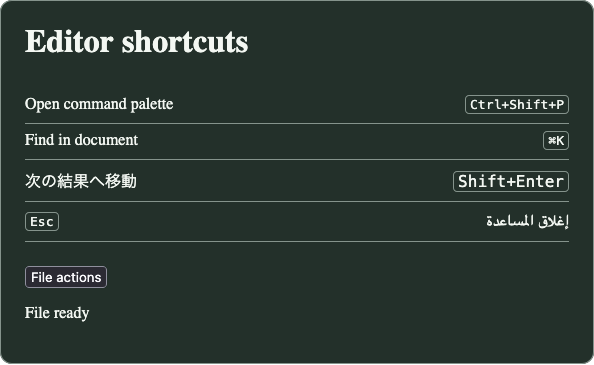 Editor shortcuts
Open command palette Ctrl+Shift+P
Find in document ⌘K
次の結果へ移動 Shift+Enter
إغلاق المساعدة Esc
File actions
File ready